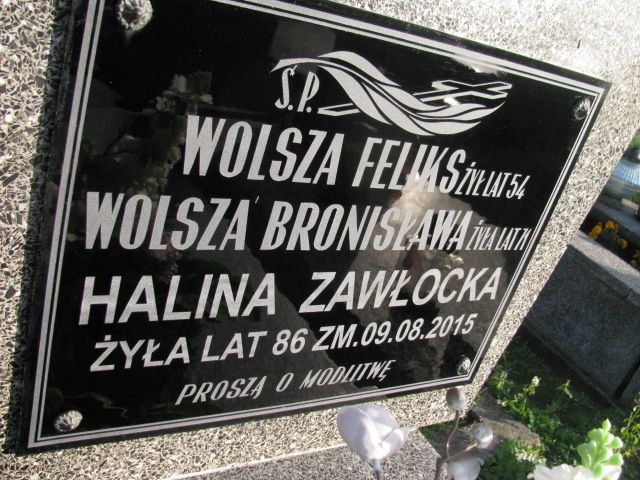 Ś.P.
WOLSZA FELIKS ŻYŁ LAT 54
WOLSZA BRONISŁAWA ŻYŁA LAT 71
HALINA ZAWŁOCKA
ŻYŁA LAT 86 ZM.09.08.2015
PROSZĄ O MODLITWĘ